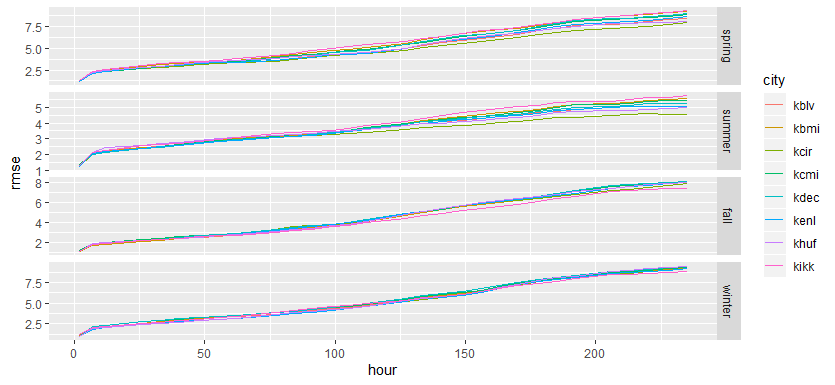 7.5
5.0
2.5
spring
5
4
3
2
1
summer
8
6
4
2
fall
7.5
5.0
2.5
winter
0
50
100
150
200
hour
rmse
city
kblv
kbmi
kcir
kcmi
kdec
kenl
khuf
kikk